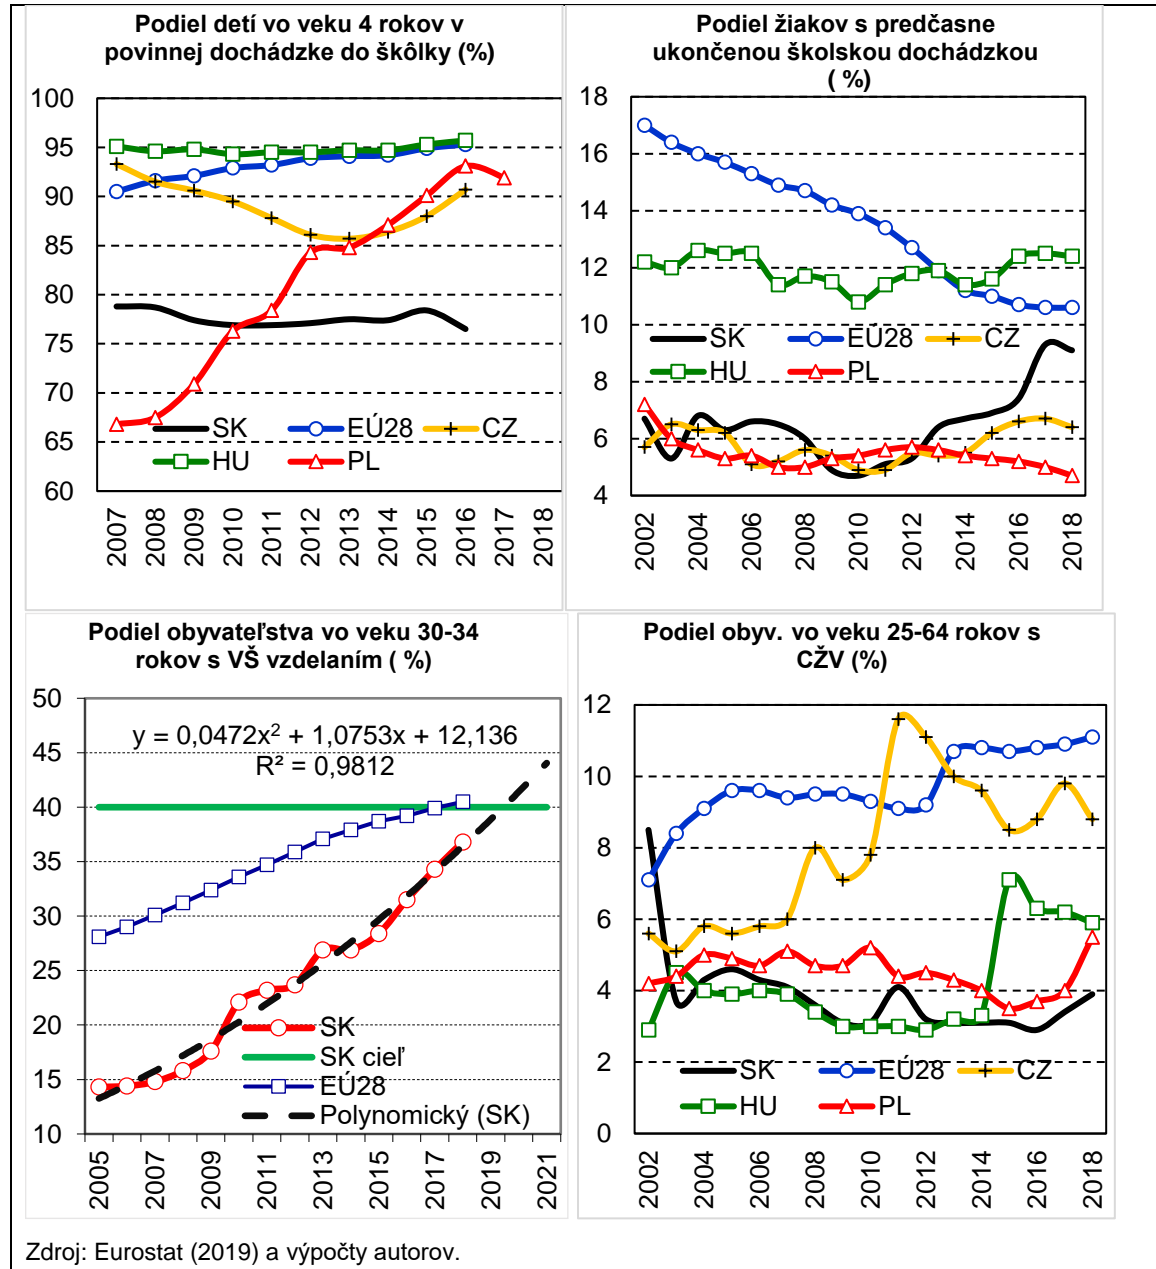 Podiel detí vo veku 4 rokov v
povinnej dochádzke do škôlky (%)
100
95
90
85
80
75
70
65
60
SK
EÚ28
CZ
HU
PL
2007
2008
2009
2010
2011
2012
2013
2014
2015
2016
2017
2018
Podiel žiakov s predčasne
ukončenou školskou dochádzkou
( %)
18
16
14
12
10
8
6
4
SK
EÚ28
CZ
HU
PL
2002
2004
2006
2008
2010
2012
2014
2016
2018
Podiel obyvateľstva vo veku 30-34
rokov s VŠ vzdelaním ( %)
50
45
40
35
30
25
20
15
10
y = 0,0472x² + 1,0753x + 12,136
R² = 0,9812
SK
SK cieľ
EÚ28
Polynomický (SK)
2005
2007
2009
2011
2013
2015
2017
2019
2021
Podiel obyv. vo veku 25-64 rokov s
CŽV (%)
12
10
8
6
4
2
0
SK
EÚ28
CZ
HU
PL
2002
2004
2006
2008
2010
2012
2014
2016
2018
Zdroj: Eurostat (2019) a výpočty autorov.